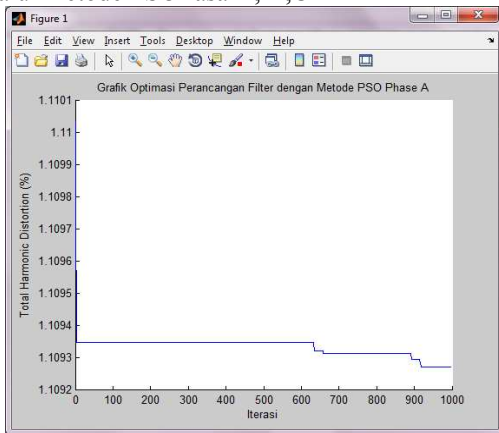 Figure 1
File Edit View Insert Tools Desktop Window Help
Grafik Optimasi Perancangan Filter dengan Metode PSO Phase A
Total Harmonic Distortion (%)
1.1101
1.11
1.1099
1.1098
1.1097
1.1096
1.1095
1.1094
1.1093
1.1092
0 100 200 300 400 500 600 700 800 900 1000
Iterasi